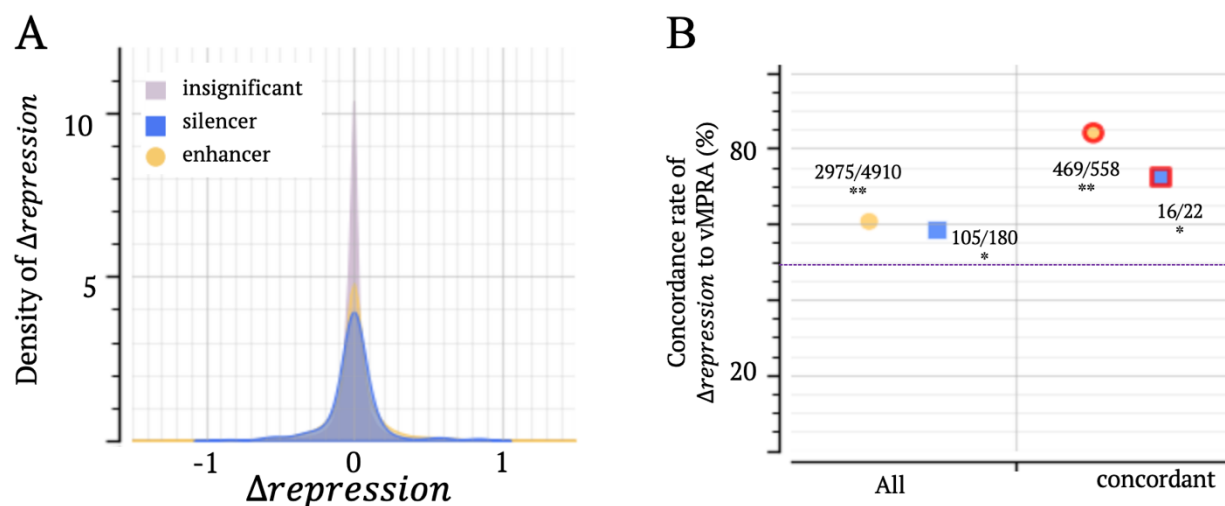 A
Density of Δrepression
10
5
insignificant
silencer
enhancer
-1
0
1
Δrepression
B
Concordance rate of
Δrepression to vMPRA (%)
80
20
2975/4910
**
105/180
*
469/558
**
16/22
*
All
concordant